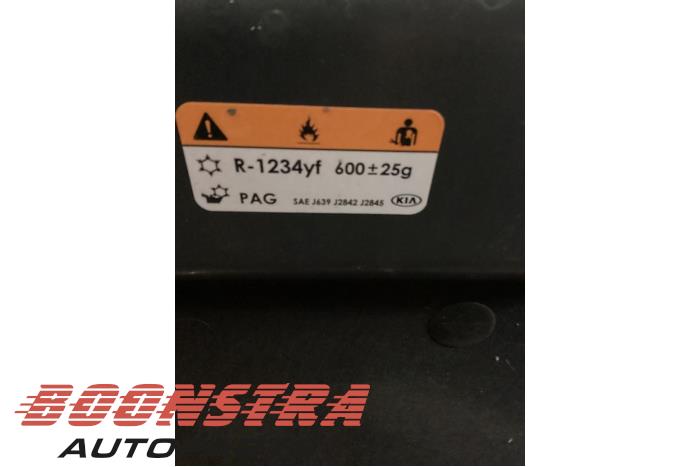 R-1234yf 600±25g
PAG SAE J639 J2842 J2845 KIA
BOONSTRA
AUTO